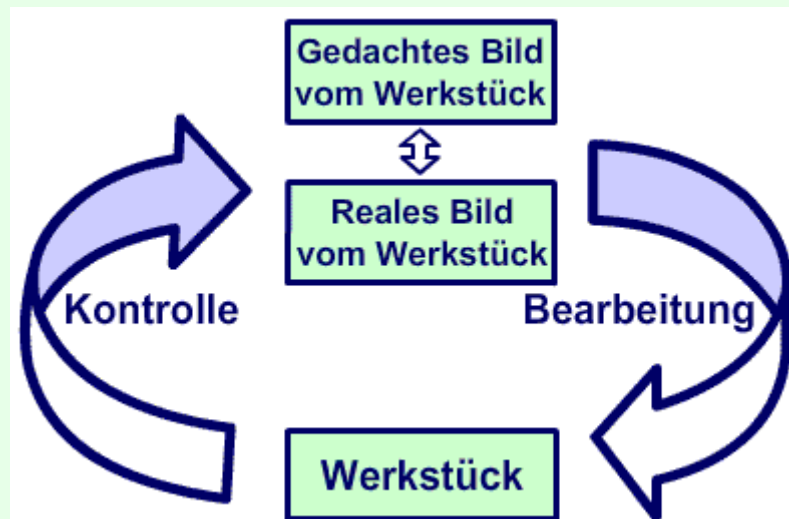 Gedachtes Bild
vom Werkstück
Reales Bild
vom Werkstück
Kontrolle
Bearbeitung
Werkstück